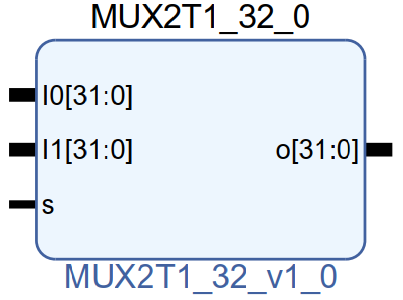 MUX2T1_32_0
I0[31:0]
I1[31:0]
o[31:0]
s
MUX2T1_32_v1_0